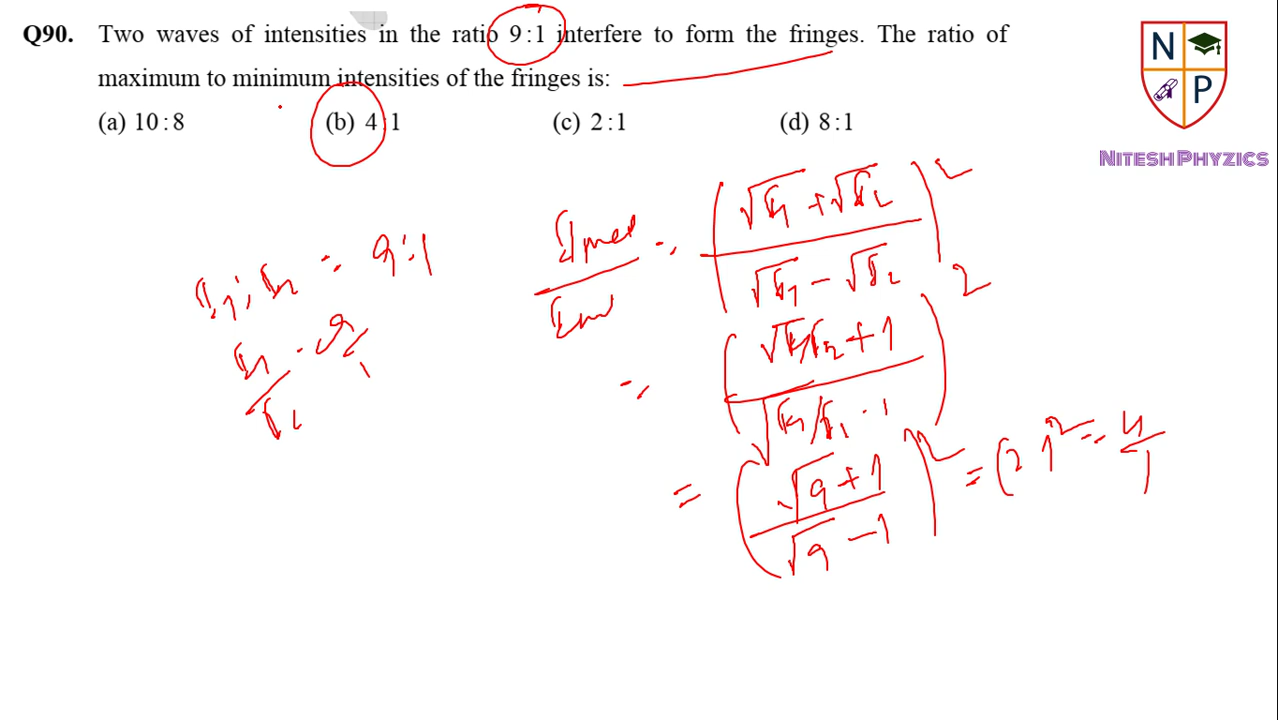 Q90. Two waves of intensities in the ratio 9:1 interfere to form the fringes. The ratio of
maximum to minimum intensities of the fringes is:
(a) 10:8 (b) 4:1 (c) 2:1 (d) 8:1
N P
NITESH PHYZICS
I₁ : I₂ = 9:1
I₁/I₂ = 9/1
Imax/Imin = ((√I₁ + √I₂)/(√I₁ - √I₂))²
= ((√I₁/I₂ + 1)/(√I₁/I₂ - 1))²
= ((√9 + 1)/(√9 - 1))² = (2)² = 4/1